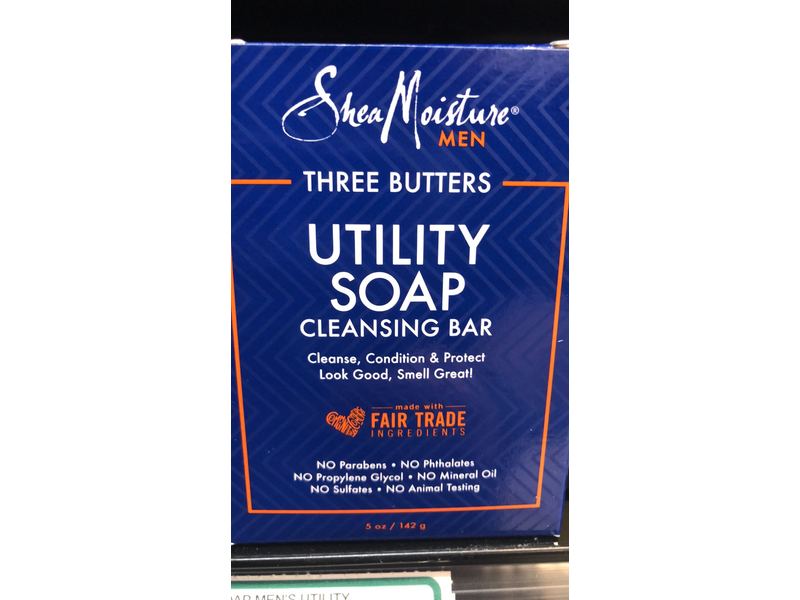 SheaMoisture®
MEN
THREE BUTTERS
UTILITY
SOAP
CLEANSING BAR
Cleanse, Condition & Protect
Look Good, Smell Great!
made with
FAIR TRADE
INGREDIENTS
NO Parabens • NO Phthalates
NO Propylene Glycol • NO Mineral Oil
NO Sulfates • NO Animal Testing
5 oz / 142 g
MEN'S UTILITY